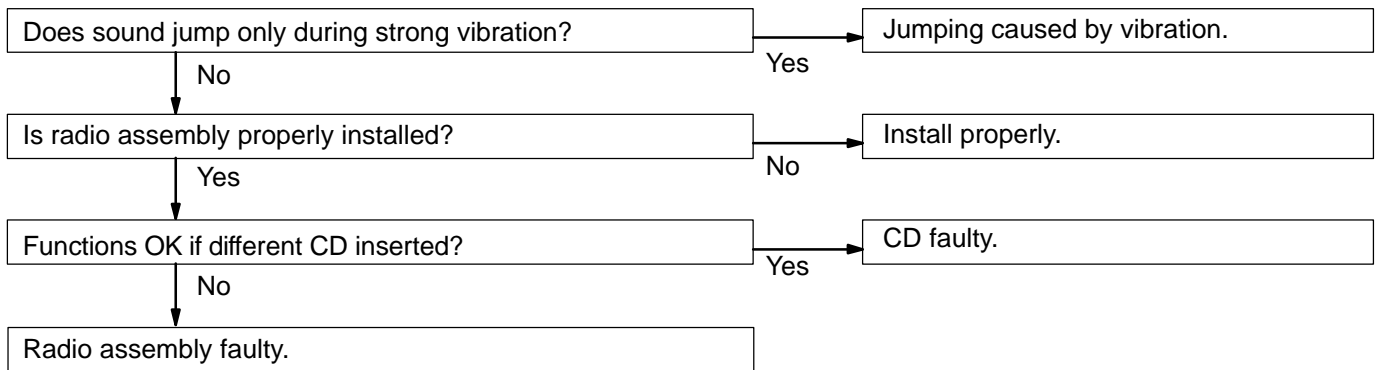 Does sound jump only during strong vibration?
Yes
Jumping caused by vibration.
No
Is radio assembly properly installed?
No
Install properly.
Yes
Functions OK if different CD inserted?
Yes
CD faulty.
No
Radio assembly faulty.